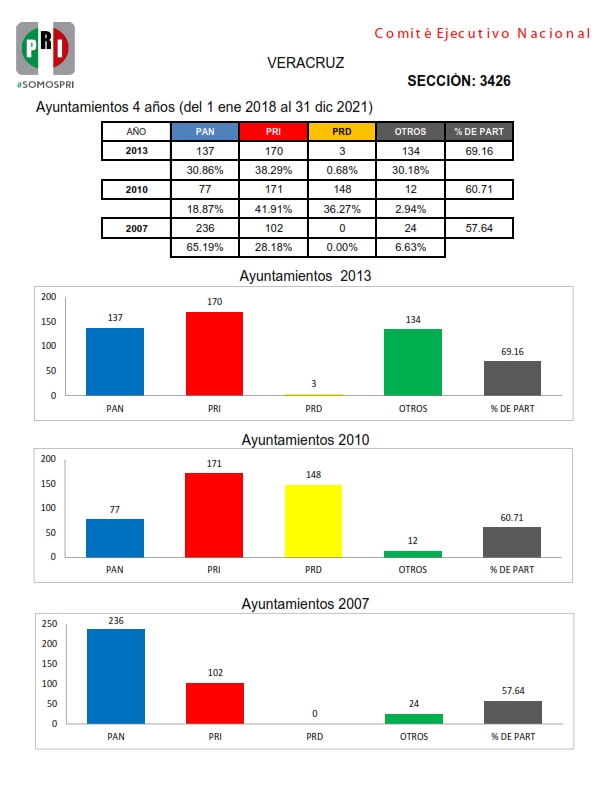 Comité Ejecutivo Nacional
PRI
#SOMOSPRI
VERACRUZ
SECCIÓN: 3426
Ayuntamientos 4 años (del 1 ene 2018 al 31 dic 2021)
AÑO PAN PRI PRD OTROS % DE PART
2013 137 170 3 134 69.16
30.86% 38.29% 0.68% 30.18%
2010 77 171 148 12 60.71
18.87% 41.91% 36.27% 2.94%
2007 236 102 0 24 57.64
65.19% 28.18% 0.00% 6.63%
Ayuntamientos 2013
200
150
100
50
0
137 170 3 134 69.16
PAN PRI PRD OTROS % DE PART
Ayuntamientos 2010
200
150
100
50
0
77 171 148 12 60.71
PAN PRI PRD OTROS % DE PART
Ayuntamientos 2007
250
200
150
100
50
0
236 102 0 24 57.64
PAN PRI PRD OTROS % DE PART